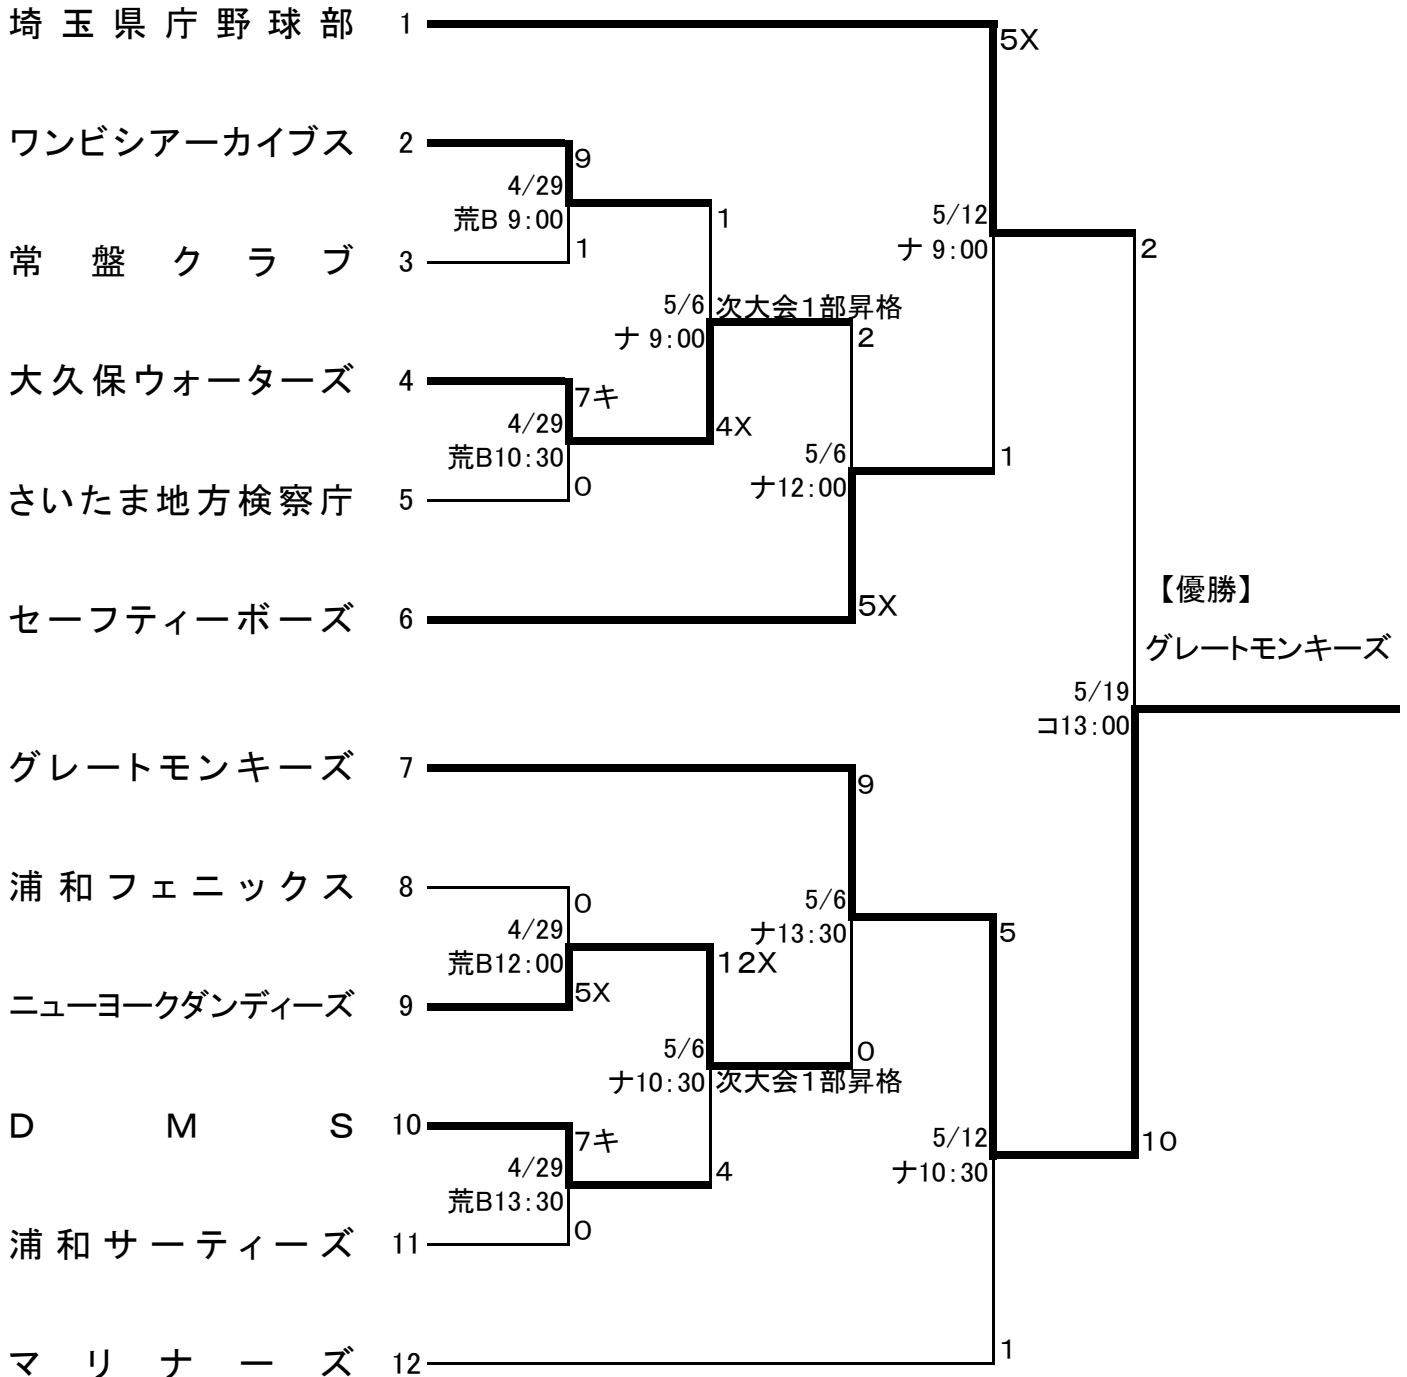 埼玉県庁野球部 1
5X
ワンビシアーカイブス 2
9
4/29
荒B 9:00
1
5/12
ナ 9:00
2
常盤クラブ 3
1
5/6
ナ 9:00
次大会1部昇格
2
大久保ウォーターズ 4
7キ
4/29
荒B10:30
4X
5/6
ナ12:00
1
さいたま地方検察庁 5
0
セーフティーボーズ 6
5X
【優勝】
グレートモンキーズ
5/19
コ13:00
グレートモンキーズ 7
9
浦和フェニックス 8
0
4/29
荒B12:00
5/6
ナ13:30
5
12X
ニューヨークダンディーズ 9
5X
5/6
ナ10:30
0
次大会1部昇格
DMS 10
7キ
4/29
荒B13:30
4
5/12
ナ10:30
10
浦和サーティーズ 11
0
マリナーズ 12
1